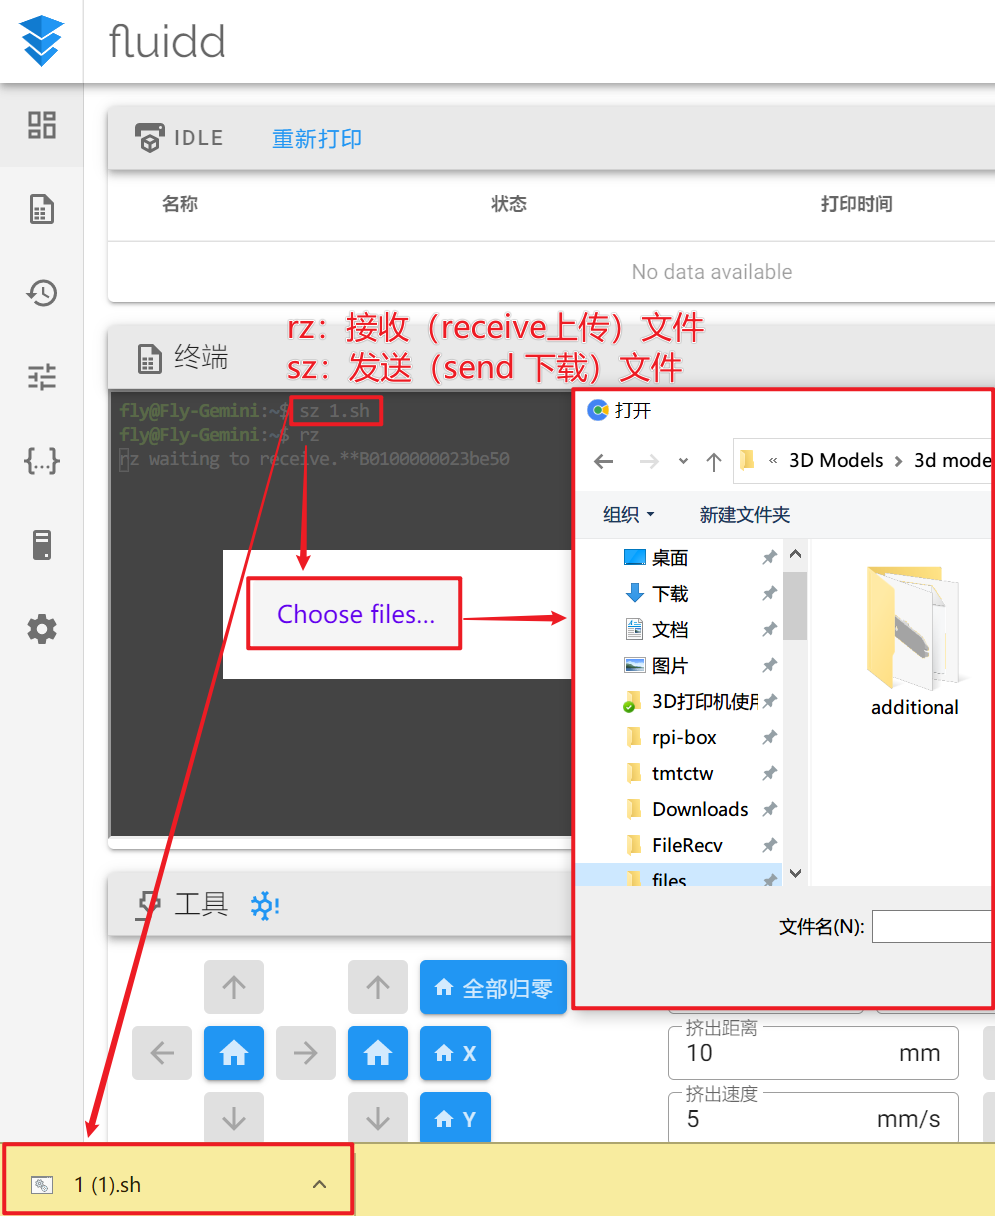 fluidd
IDLE 重新打印
名称 状态 打印时间
No data available
rz：接收（receive上传）文件
sz：发送（send 下载）文件
终端
fly@Fly-Gemini:~$ sz 1.sh
fly@Fly-Gemini:~$ rz
rz waiting to receive.**B0100000023be50
Choose files...
打开
« 3D Models › 3d mode
组织 新建文件夹
桌面
下载
文档
图片
3D打印机使用
rpi-box
tmtctw
Downloads
FileRecv
files
additional
文件名(N):
工具
全部归零
X
Y
挤出距离
10 mm
挤出速度
5 mm/s
1 (1).sh